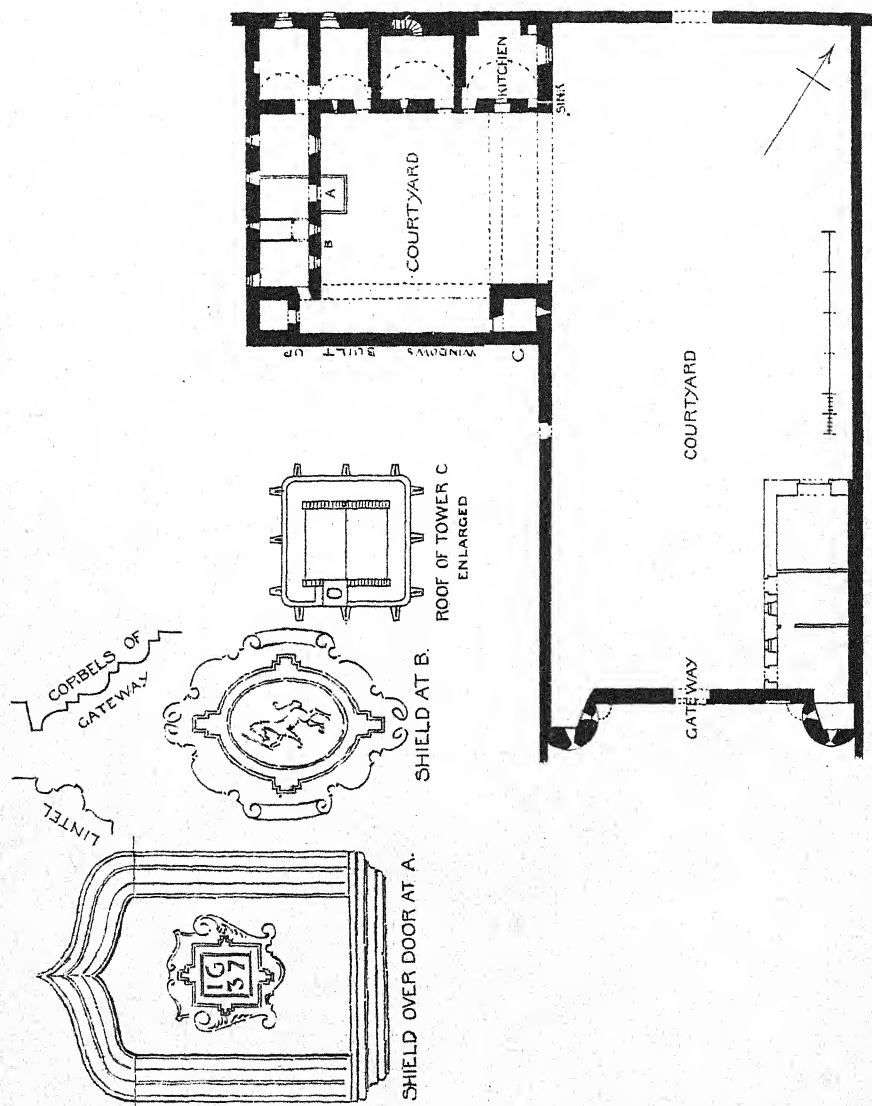 KITCHEN
SINK
COURTYARD
A
B
WINDOWS BUILT UP
C
COURTYARD
GATEWAY
ROOF OF TOWER C
ENLARGED
CORBELS OF
GATEWAY
LINTEL
SHIELD AT B.
16
37
SHIELD OVER DOOR AT A.